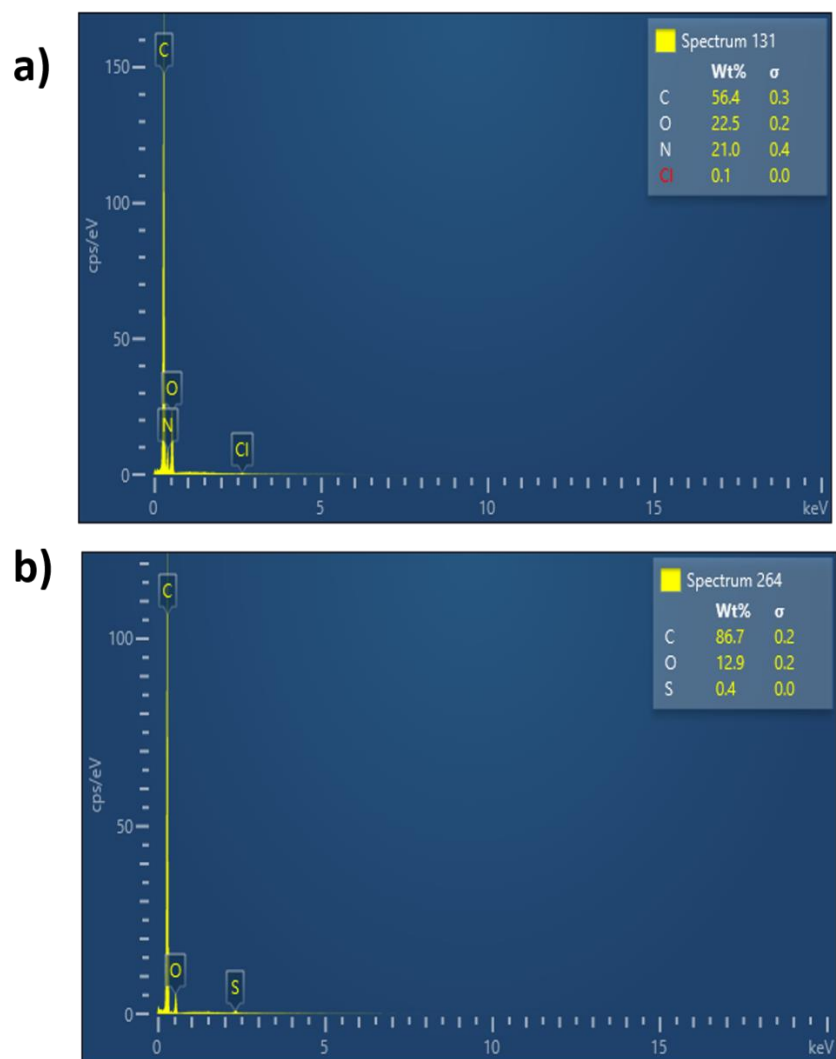 a)
Spectrum 131
Wt% σ
C 56.4 0.3
O 22.5 0.2
N 21.0 0.4
Cl 0.1 0.0
C
150
100
cps/eV
50
O
N
Cl
0
0 5 10 15 keV
b)
Spectrum 264
Wt% σ
C 86.7 0.2
O 12.9 0.2
S 0.4 0.0
C
100
cps/eV
50
O
S
0
0 5 10 15 keV